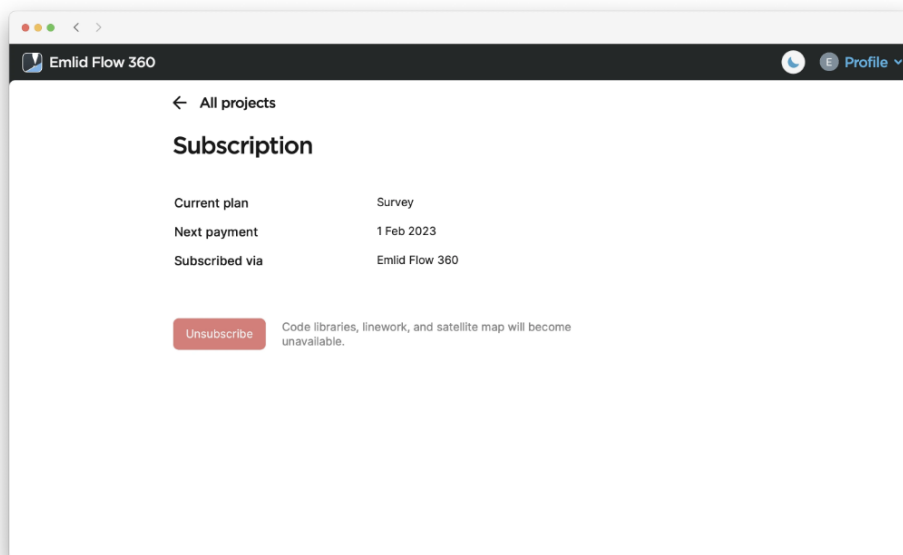 Emlid Flow 360
E
Profile
All projects
Subscription
Current plan Survey
Next payment 1 Feb 2023
Subscribed via Emlid Flow 360
Unsubscribe
Code libraries, linework, and satellite map will become
unavailable.